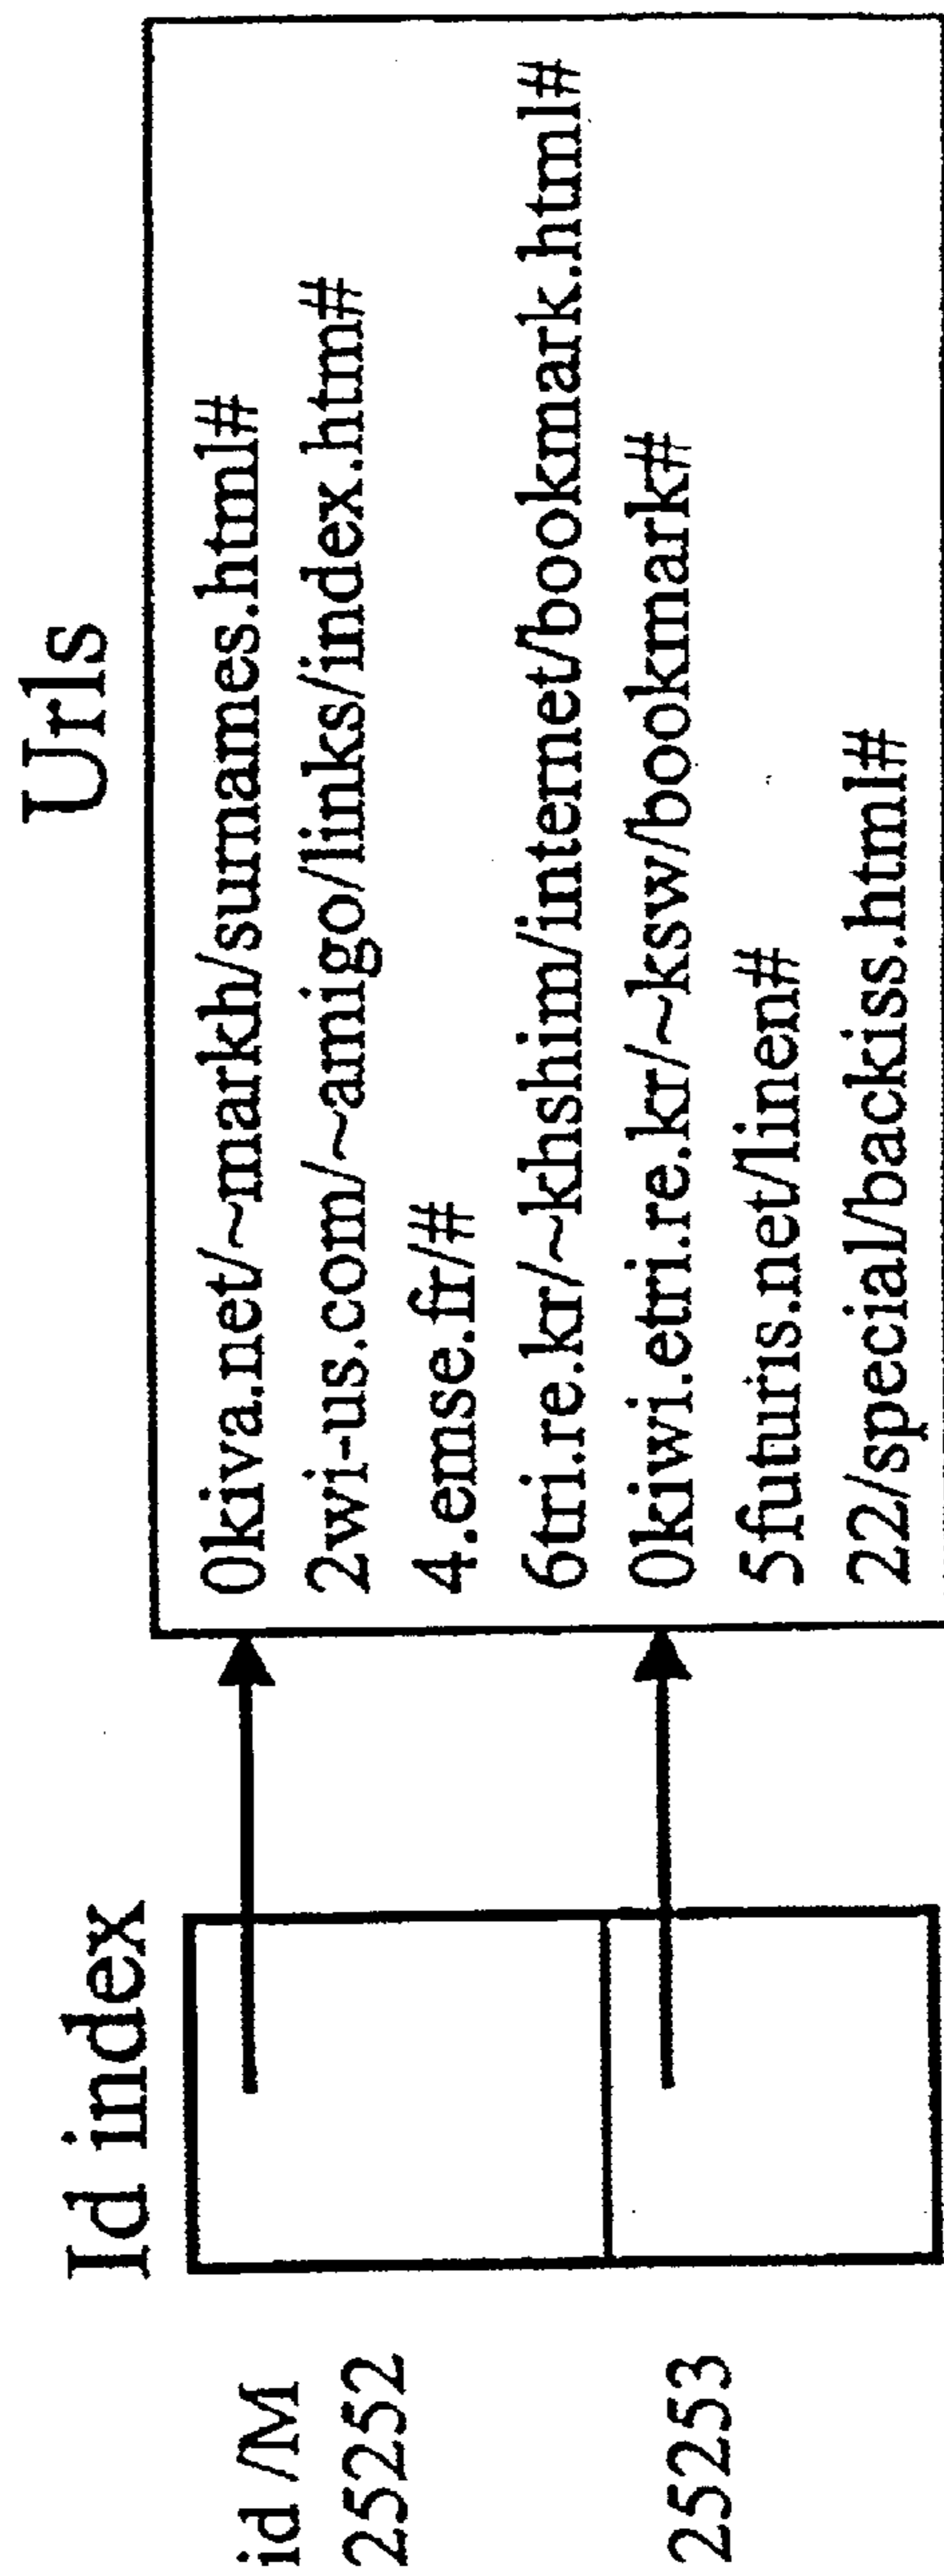 Id index
Urls
id /M
25252
25253
0kiva.net/~markh/surnames.html#
2wi-us.com/~amigo/links/index.htm#
4.emse.fr/#
6tri.re.kr/~khshim/internet/bookmark.html#
0kiwi.etri.re.kr/~ksw/bookmark#
5futuris.net/linen#
22/special/backiss.html#